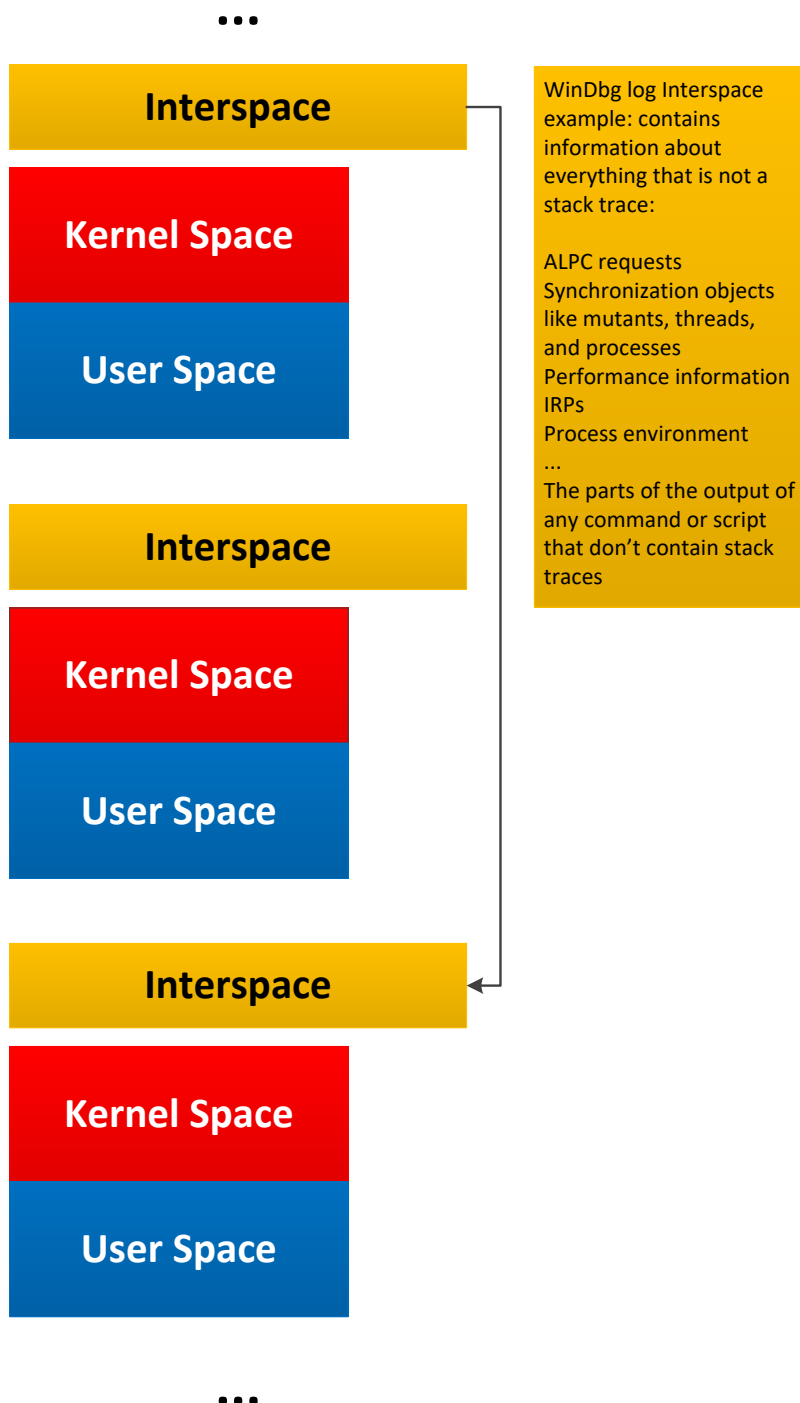 ...
Interspace
Kernel Space
User Space
Interspace
Kernel Space
User Space
Interspace
Kernel Space
User Space
...
WinDbg log Interspace
example: contains
information about
everything that is not a
stack trace:
ALPC requests
Synchronization objects
like mutants, threads,
and processes
Performance information
IRPs
Process environment
...
The parts of the output of
any command or script
that don’t contain stack
traces